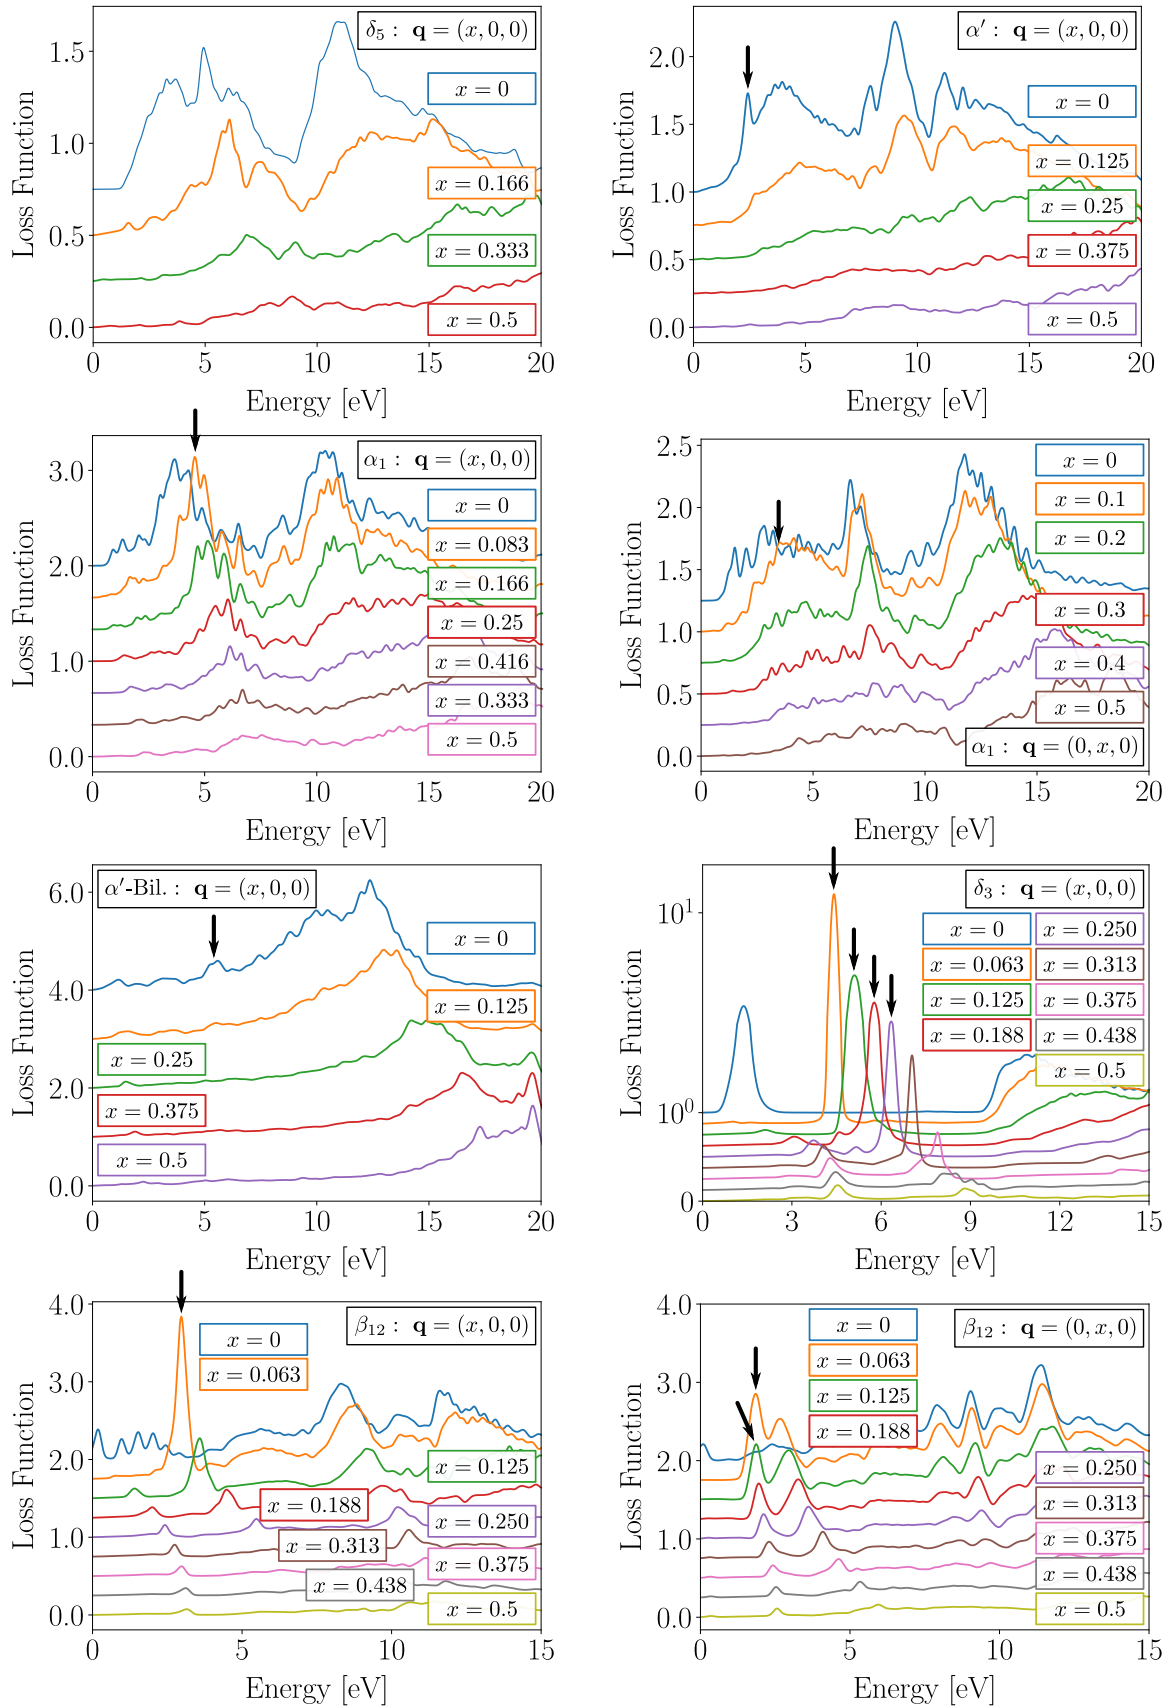 δ₅ : q = (x, 0, 0)
x = 0
x = 0.166
x = 0.333
x = 0.5
Loss Function
1.5
1.0
0.5
0.0
0 5 10 15 20
Energy [eV]
α′ : q = (x, 0, 0)
x = 0
x = 0.125
x = 0.25
x = 0.375
x = 0.5
Loss Function
2.0
1.5
1.0
0.5
0.0
0 5 10 15 20
Energy [eV]
α₁ : q = (x, 0, 0)
x = 0
x = 0.083
x = 0.166
x = 0.25
x = 0.416
x = 0.333
x = 0.5
Loss Function
3.0
2.0
1.0
0.0
0 5 10 15 20
Energy [eV]
x = 0
x = 0.1
x = 0.2
x = 0.3
x = 0.4
x = 0.5
α₁ : q = (0, x, 0)
Loss Function
2.5
2.0
1.5
1.0
0.5
0.0
0 5 10 15 20
Energy [eV]
α′-Bil. : q = (x, 0, 0)
x = 0
x = 0.125
x = 0.25
x = 0.375
x = 0.5
Loss Function
6.0
4.0
2.0
0.0
0 5 10 15 20
Energy [eV]
δ₃ : q = (x, 0, 0)
x = 0 x = 0.250
x = 0.063 x = 0.313
x = 0.125 x = 0.375
x = 0.188 x = 0.438
x = 0.5
Loss Function
10¹
10⁰
0
0 3 6 9 12 15
Energy [eV]
β₁₂ : q = (x, 0, 0)
x = 0
x = 0.063
x = 0.125
x = 0.188
x = 0.250
x = 0.313
x = 0.375
x = 0.438
x = 0.5
Loss Function
4.0
3.0
2.0
1.0
0.0
0 5 10 15
Energy [eV]
β₁₂ : q = (0, x, 0)
x = 0
x = 0.063
x = 0.125
x = 0.188
x = 0.250
x = 0.313
x = 0.375
x = 0.438
x = 0.5
Loss Function
4.0
3.0
2.0
1.0
0.0
0 5 10 15
Energy [eV]